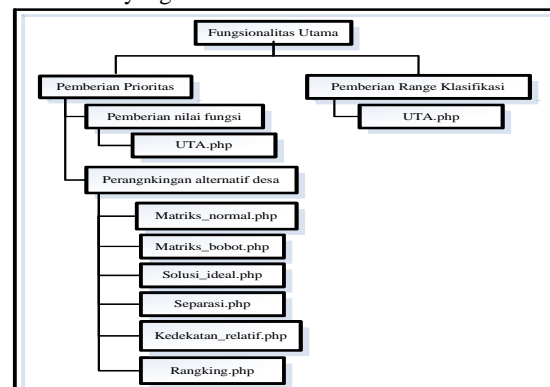 Fungsionalitas Utama
Pemberian Prioritas
Pemberian nilai fungsi
UTA.php
Perangnkingan alternatif desa
Matriks_normal.php
Matriks_bobot.php
Solusi_ideal.php
Separasi.php
Kedekatan_relatif.php
Rangking.php
Pemberian Range Klasifikasi
UTA.php